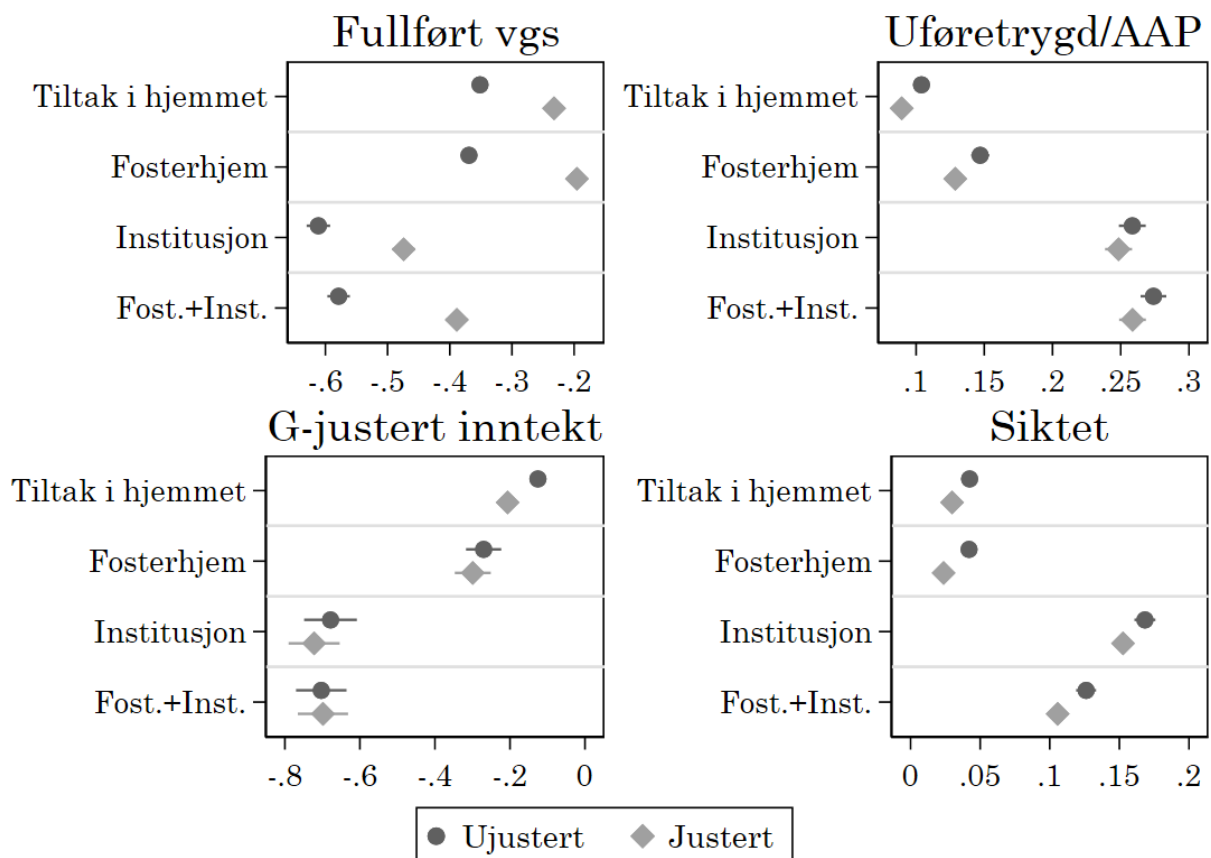 Fullført vgs
Tiltak i hjemmet
Fosterhjem
Institusjon
Fost.+Inst.
-.6 -.5 -.4 -.3 -.2
Uføretrygd/AAP
Tiltak i hjemmet
Fosterhjem
Institusjon
Fost.+Inst.
.1 .15 .2 .25 .3
G-justert inntekt
Tiltak i hjemmet
Fosterhjem
Institusjon
Fost.+Inst.
-.8 -.6 -.4 -.2 0
Siktet
Tiltak i hjemmet
Fosterhjem
Institusjon
Fost.+Inst.
0 .05 .1 .15 .2
Ujustert Justert